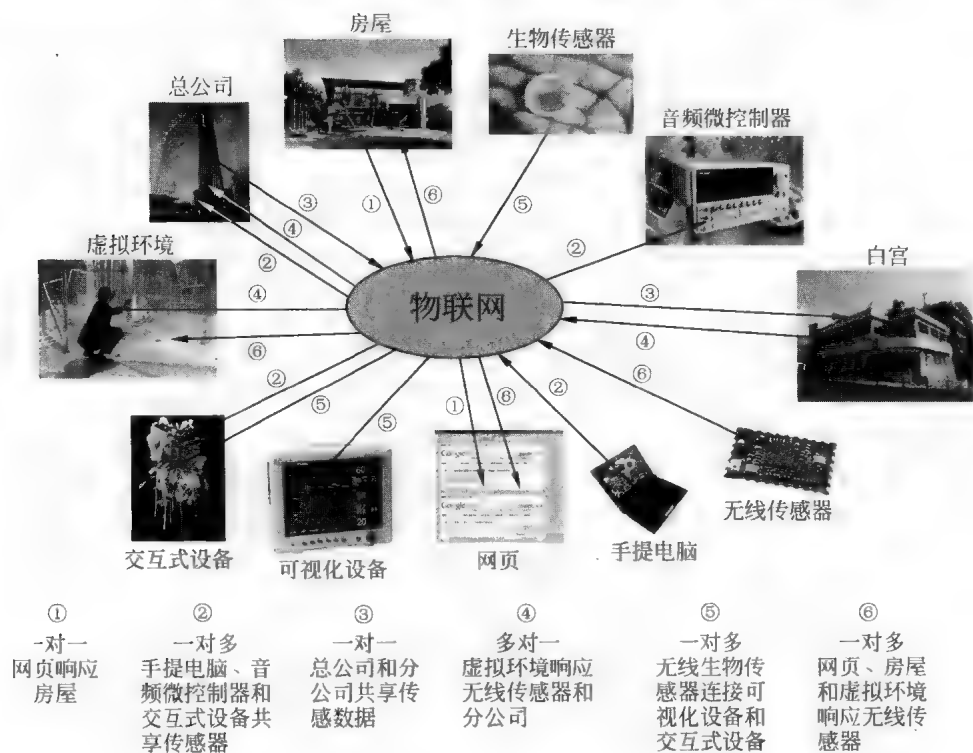 房屋
生物传感器
总公司
音频微控制器
③
①
⑥
⑤
④
②
②
虚拟环境
白宫
④
物联网
③
④
⑥
⑥
②
⑤
⑤
①
⑥
②
Google
Google
60
20
交互式设备
可视化设备
网页
手提电脑
无线传感器
①
一对一
网页响应
房屋
②
一对多
手提电脑、音
频微控制器和
交互式设备共
享传感器
③
一对一
总公司和分
公司共享传
感数据
④
多对一
虚拟环境响应
无线传感器和
分公司
⑤
一对多
无线生物传
感器连接可
视化设备和
交互式设备
⑥
一对多
网页、房屋
和虚拟环境
响应无线传
感器